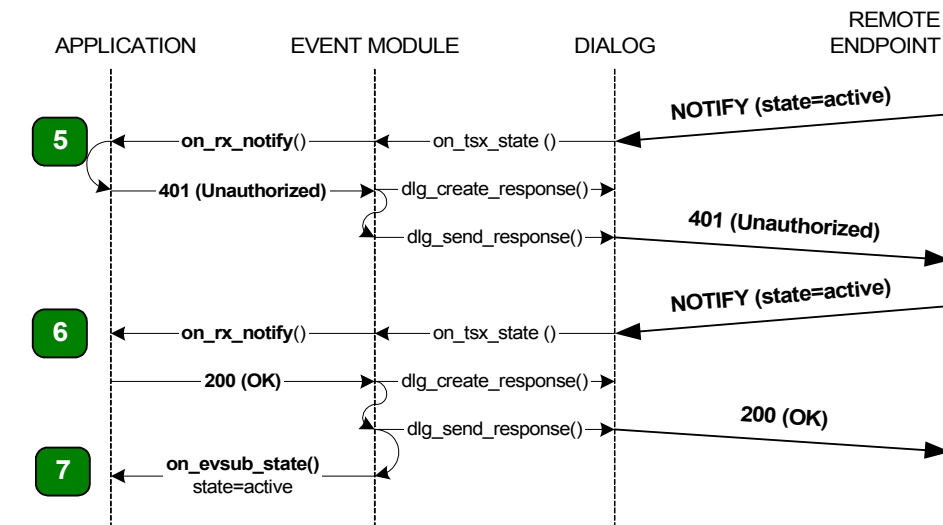 REMOTE
APPLICATION EVENT MODULE DIALOG ENDPOINT
NOTIFY (state=active)
5 on_rx_notify() on_tsx_state ()
401 (Unauthorized) dlg_create_response()
401 (Unauthorized)
dlg_send_response()
NOTIFY (state=active)
6 on_rx_notify() on_tsx_state ()
200 (OK) dlg_create_response()
200 (OK)
dlg_send_response()
7 on_evsub_state()
state=active